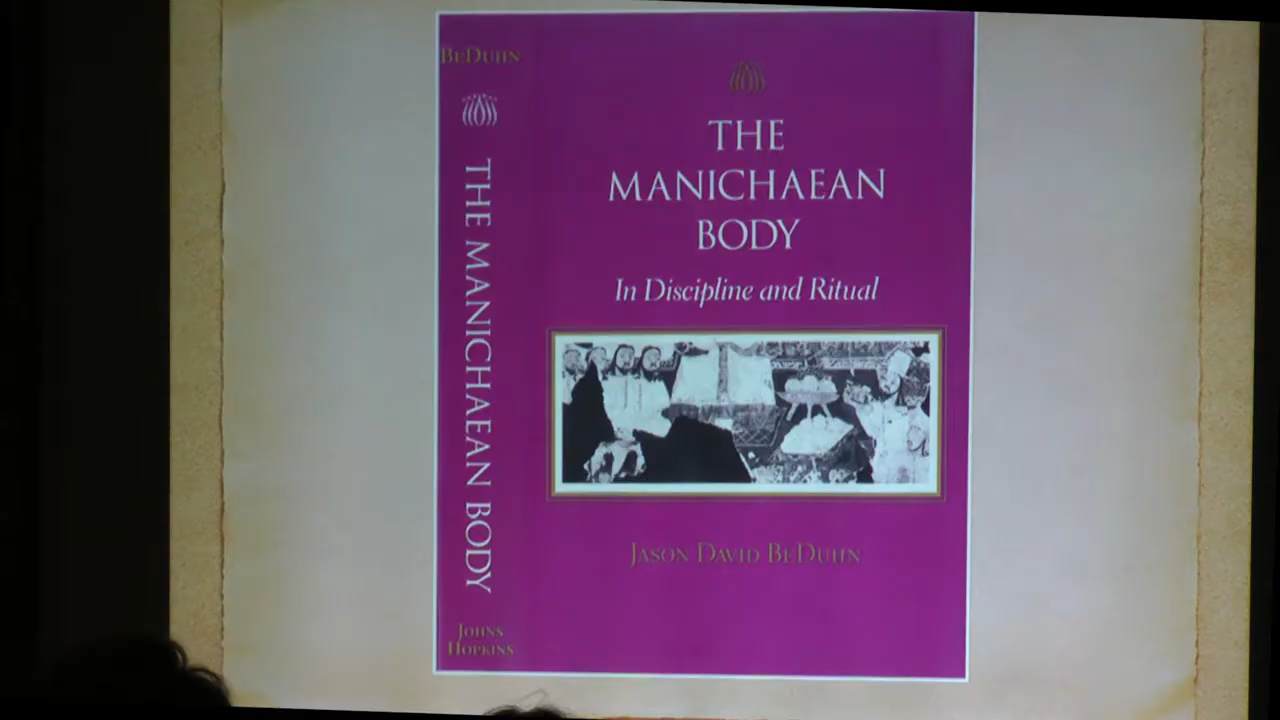 BeDuhn
THE MANICHAEAN BODY
Johns
Hopkins
THE
MANICHAEAN
BODY
In Discipline and Ritual
Jason David BeDuhn